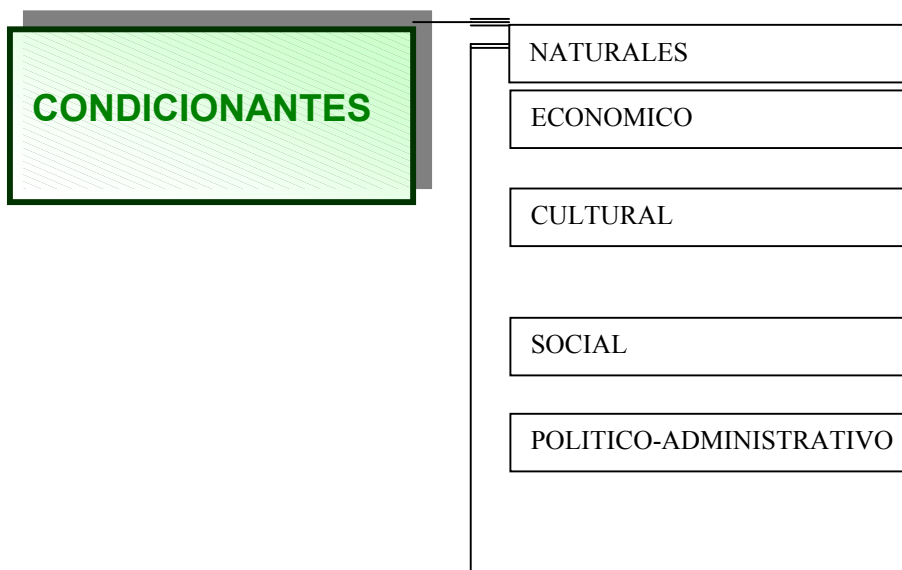 CONDICIONANTES
NATURALES
ECONOMICO
CULTURAL
SOCIAL
POLITICO-ADMINISTRATIVO